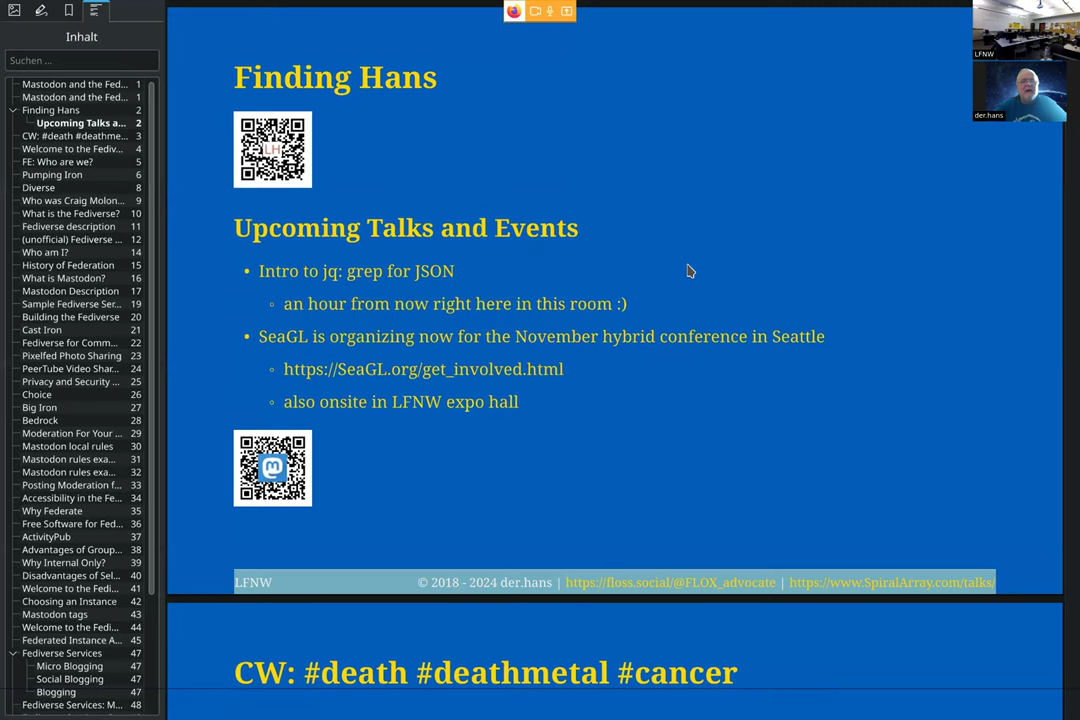 Inhalt
Suchen ...
Mastodon and the Fed... 1
Mastodon and the Fed... 1
Finding Hans 2
Upcoming Talks a... 2
CW: #death #deathme... 3
Welcome to the Fediv... 4
FE: Who are we? 5
Pumping Iron 6
Diverse 8
Who was Craig Molon... 9
What is the Fediverse? 10
Fediverse description 11
(unofficial) Fediverse ... 12
Who am I? 14
History of Federation 15
What is Mastodon? 16
Mastodon Description 17
Sample Fediverse Ser... 19
Building the Fediverse 20
Cast Iron 21
Fediverse for Comm... 22
Pixelfed Photo Sharing 23
PeerTube Video Shar... 24
Privacy and Security ... 25
Choice 26
Big Iron 27
Bedrock 28
Moderation For Your ... 29
Mastodon local rules 30
Mastodon rules exa... 31
Mastodon rules exa... 32
Posting Moderation f... 33
Accessibility in the Fe... 34
Why Federate 35
Free Software for Fed... 36
ActivityPub 37
Advantages of Group... 38
Why Internal Only? 39
Disadvantages of Sel... 40
Welcome to the Fedi... 41
Choosing an Instance 42
Mastodon tags 43
Welcome to the Fedi... 44
Federated Instance A... 45
Fediverse Services 47
Micro Blogging 47
Social Blogging 47
Blogging 47
Fediverse Services: M... 48
Finding Hans
LH
Upcoming Talks and Events
• Intro to jq: grep for JSON
◦ an hour from now right here in this room :)
• SeaGL is organizing now for the November hybrid conference in Seattle
◦ https://SeaGL.org/get_involved.html
◦ also onsite in LFNW expo hall
LFNW © 2018 - 2024 der.hans | https://floss.social/@FLOX_advocate | https://www.SpiralArray.com/talks/
CW: #death #deathmetal #cancer
LFNW
der.hans